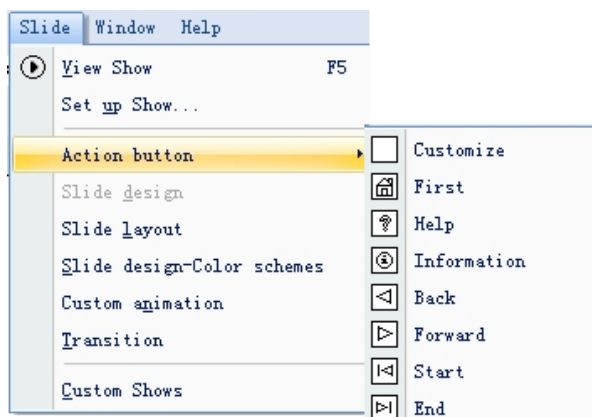 Slide Window Help
View Show F5
Set up Show...
Action button
Slide design
Slide layout
Slide design-Color schemes
Custom animation
Transition
Custom Shows
Customize
First
Help
Information
Back
Forward
Start
End